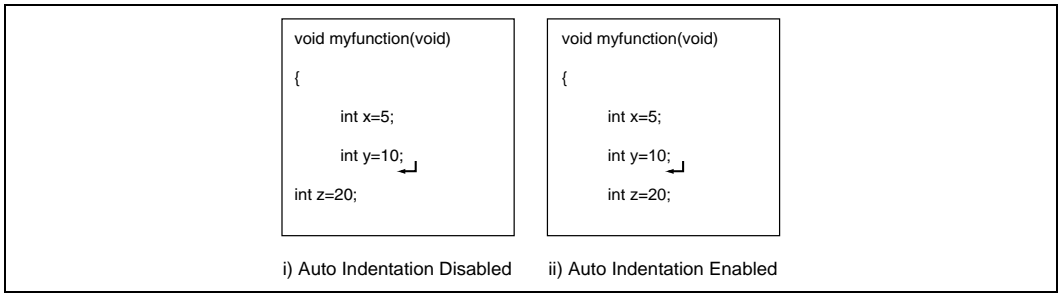 void myfunction(void)
{
int x=5;
int y=10;
int z=20;
i) Auto Indentation Disabled
void myfunction(void)
{
int x=5;
int y=10;
int z=20;
ii) Auto Indentation Enabled